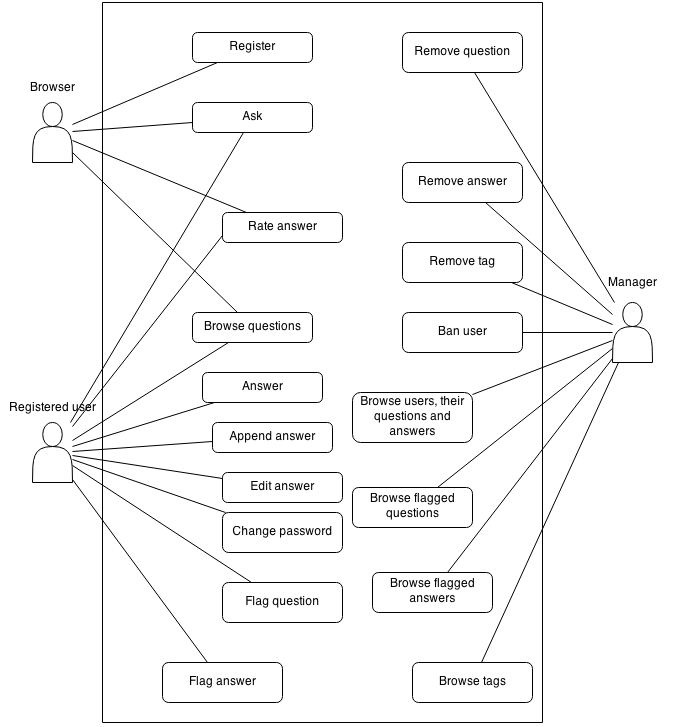 Register
Remove question
Browser
Ask
Remove answer
Rate answer
Remove tag
Manager
Browse questions
Ban user
Answer
Registered user
Browse users, their
questions and
answers
Append answer
Edit answer
Browse flagged
questions
Change password
Browse flagged
answers
Flag question
Flag answer
Browse tags